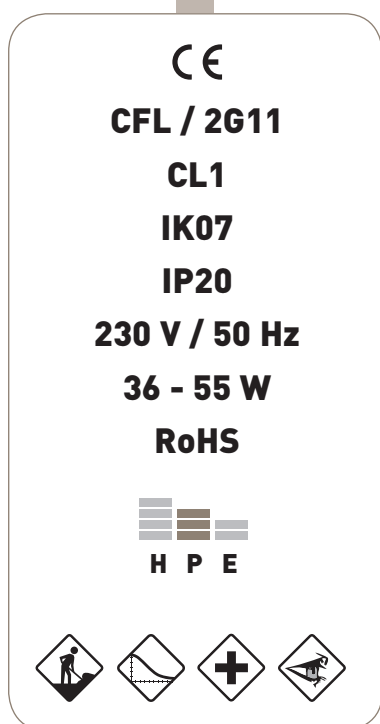 CE
CFL / 2G11
CL1
IK07
IP20
230 V / 50 Hz
36 - 55 W
RoHS
H P E